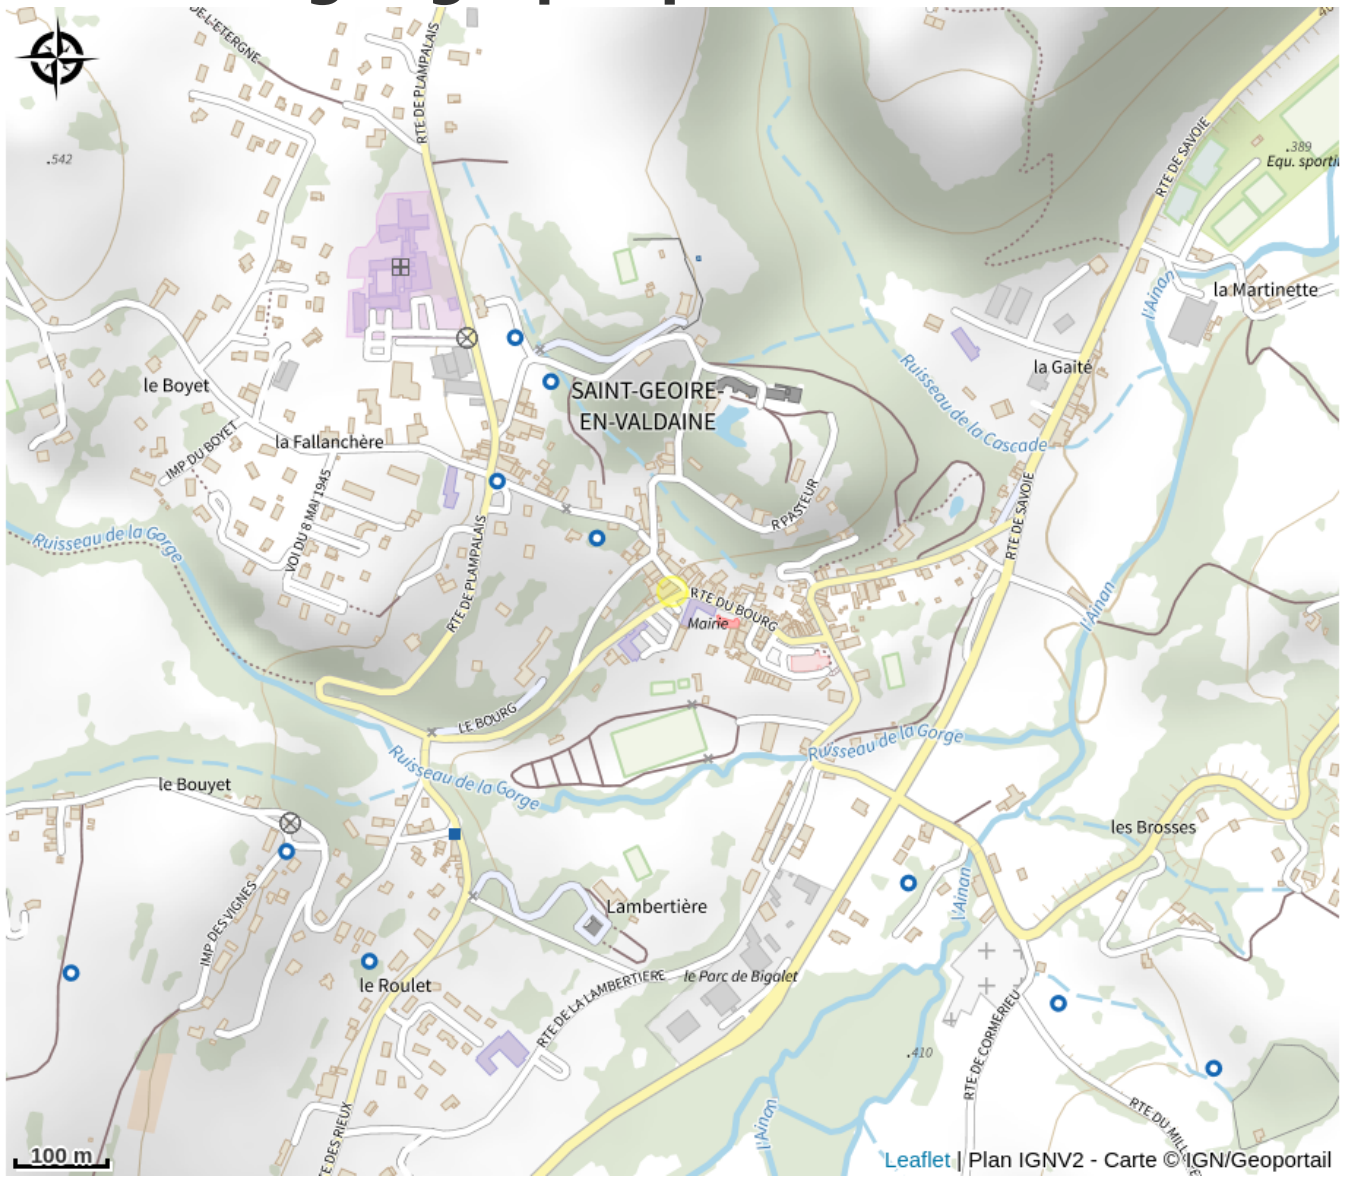 DE-L'ETERGNE
RTE DE PLAMPALAIS
.542
RTE DE SAVOIE
.389
Equ. sporti
l'Ainan
la Martinette
le Boyet
SAINT-GEOIRE-
EN-VALDAINE
Ruisseau de la Cascade
la Gaité
IMP DU BOYET
la Fallanchère
VOI DU 8 MAI 1945
R PASTEUR
RTE DE SAVOIE
Ruisseau de la Gorge
RTE DE PLAMPALAIS
RTE DU BOURG
Mairie
l'Ainan
LE BOURG
Ruisseau de la Gorge
Ruisseau de la Gorge
le Bouyet
les Brosses
IMP DES VIGNES
Lambertière
l'Ainan
le Roulet
RTE DE LA LAMBERTIERE
le Parc de Bigalet
.410
RTE DE CORMERIEU
RTE DU MILL
TE DES RIEUX
l'Ainan
100 m
Leaflet | Plan IGNV2 - Carte © IGN/Geoportail